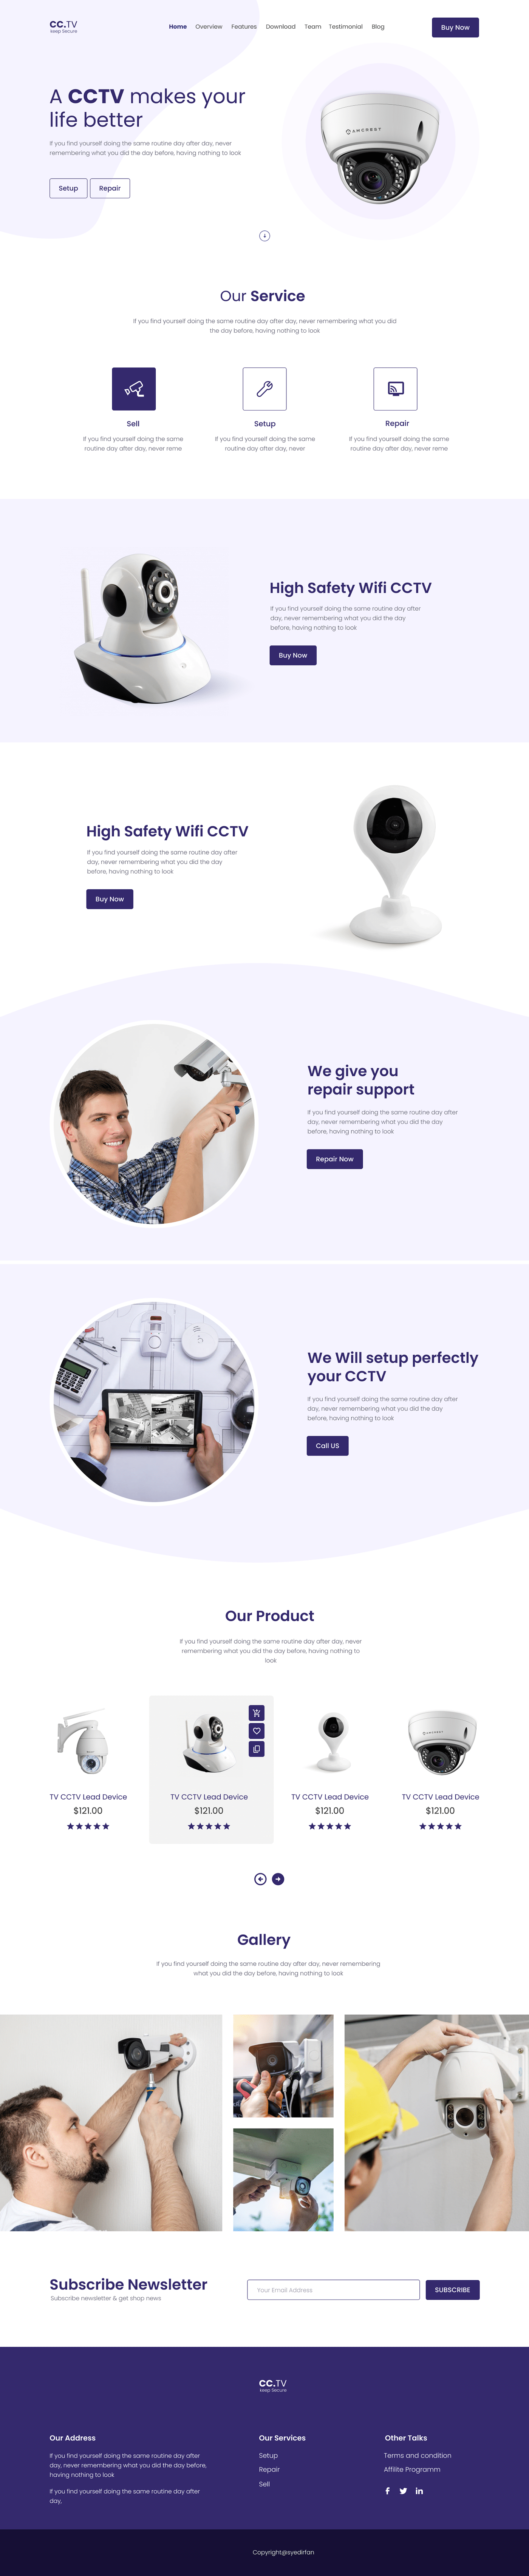 CC.TV
keep Secure
Home Overview Features Download Team Testimonial Blog
Buy Now
A CCTV makes your
life better
If you find yourself doing the same routine day after day, never
remembering what you did the day before, having nothing to look
Setup Repair
AMCREST
Our Service
If you find yourself doing the same routine day after day, never remembering what you did
the day before, having nothing to look
Sell
If you find yourself doing the same
routine day after day, never reme
Setup
If you find yourself doing the same
routine day after day, never
Repair
If you find yourself doing the same
routine day after day, never reme
High Safety Wifi CCTV
If you find yourself doing the same routine day after
day, never remembering what you did the day
before, having nothing to look
Buy Now
High Safety Wifi CCTV
If you find yourself doing the same routine day after
day, never remembering what you did the day
before, having nothing to look
Buy Now
We give you
repair support
If you find yourself doing the same routine day after
day, never remembering what you did the day
before, having nothing to look
Repair Now
We Will setup perfectly
your CCTV
If you find yourself doing the same routine day after
day, never remembering what you did the day
before, having nothing to look
Call US
Our Product
If you find yourself doing the same routine day after day, never
remembering what you did the day before, having nothing to
look
TV CCTV Lead Device
$121.00
TV CCTV Lead Device
$121.00
TV CCTV Lead Device
$121.00
AMCREST
TV CCTV Lead Device
$121.00
Gallery
If you find yourself doing the same routine day after day, never remembering
what you did the day before, having nothing to look
Subscribe Newsletter
Subscribe newsletter & get shop news
Your Email Address
SUBSCRIBE
CC.TV
keep Secure
Our Address
If you find yourself doing the same routine day after
day, never remembering what you did the day before,
having nothing to look
If you find yourself doing the same routine day after
day,
Our Services
Setup
Repair
Sell
Other Talks
Terms and condition
Affilite Programm
Copyright@syedirfan